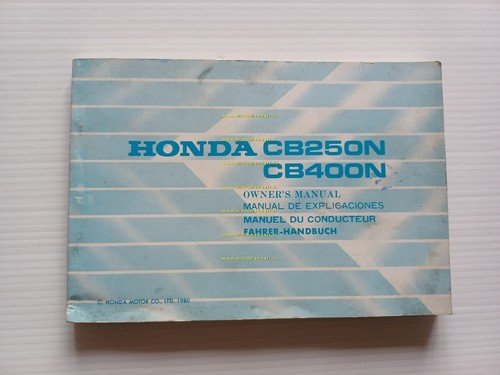 HONDA CB250N
CB400N
OWNER'S MANUAL
MANUAL DE EXPLICACIONES
MANUEL DU CONDUCTEUR
FAHRER-HANDBUCH
© HONDA MOTOR CO., LTD. 1980